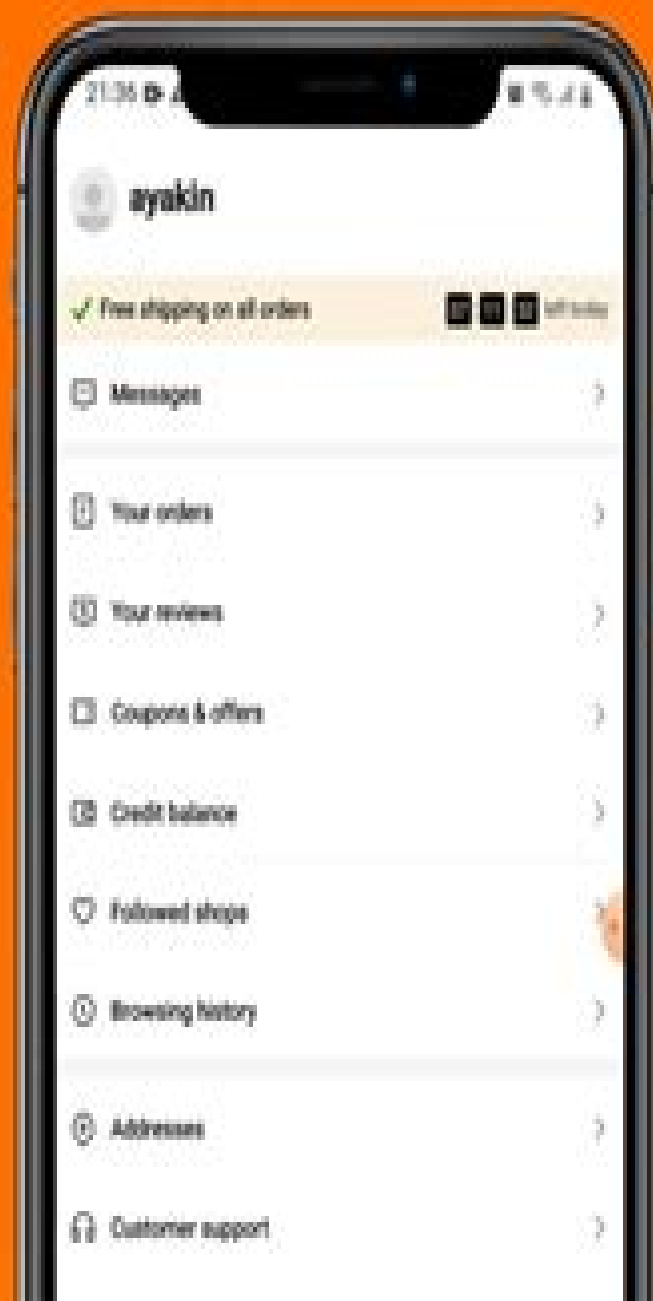 21:36
ayakin
✓ Free shipping on all orders left today
Messages
Your orders
Your reviews
Coupons & offers
Credit balance
Followed shops
Browsing history
Addresses
Customer support